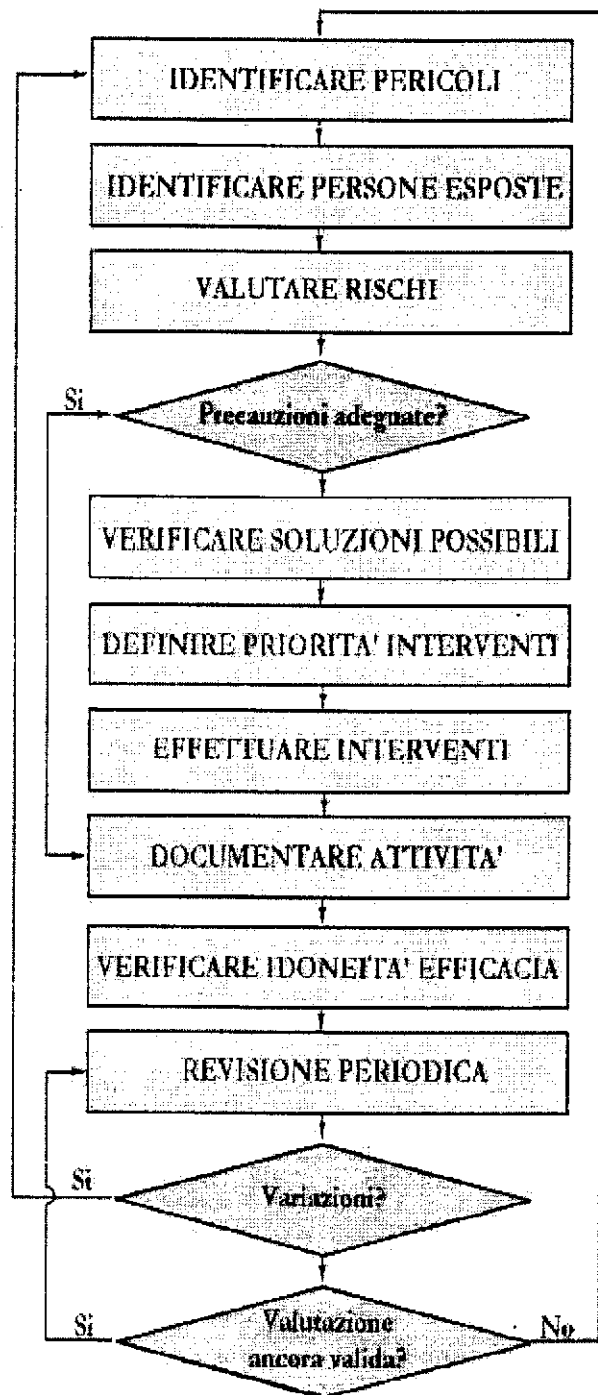 IDENTIFICARE PERICOLI
IDENTIFICARE PERSONE ESPOSTE
VALUTARE RISCHI
Si
Precauzioni adeguate?
VERIFICARE SOLUZIONI POSSIBILI
DEFINIRE PRIORITA' INTERVENTI
EFFETTUARE INTERVENTI
DOCUMENTARE ATTIVITA'
VERIFICARE IDONEITA' EFFICACIA
REVISIONE PERIODICA
Si
Variazioni?
Si
Valutazione
ancora valida?
No